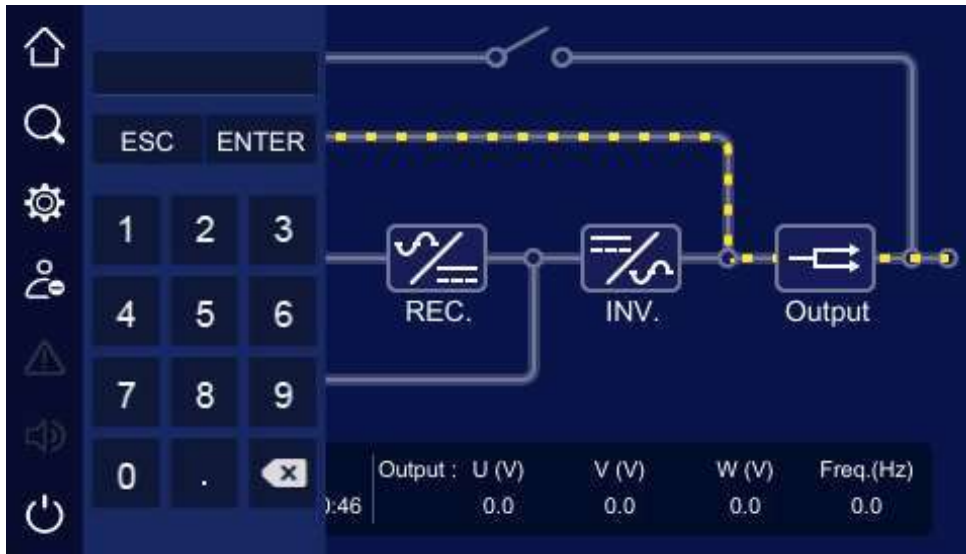 ESC ENTER
1 2 3
REC. INV. Output
4 5 6
7 8 9
Output : U (V) V (V) W (V) Freq.(Hz)
0 .
:46 0.0 0.0 0.0 0.0